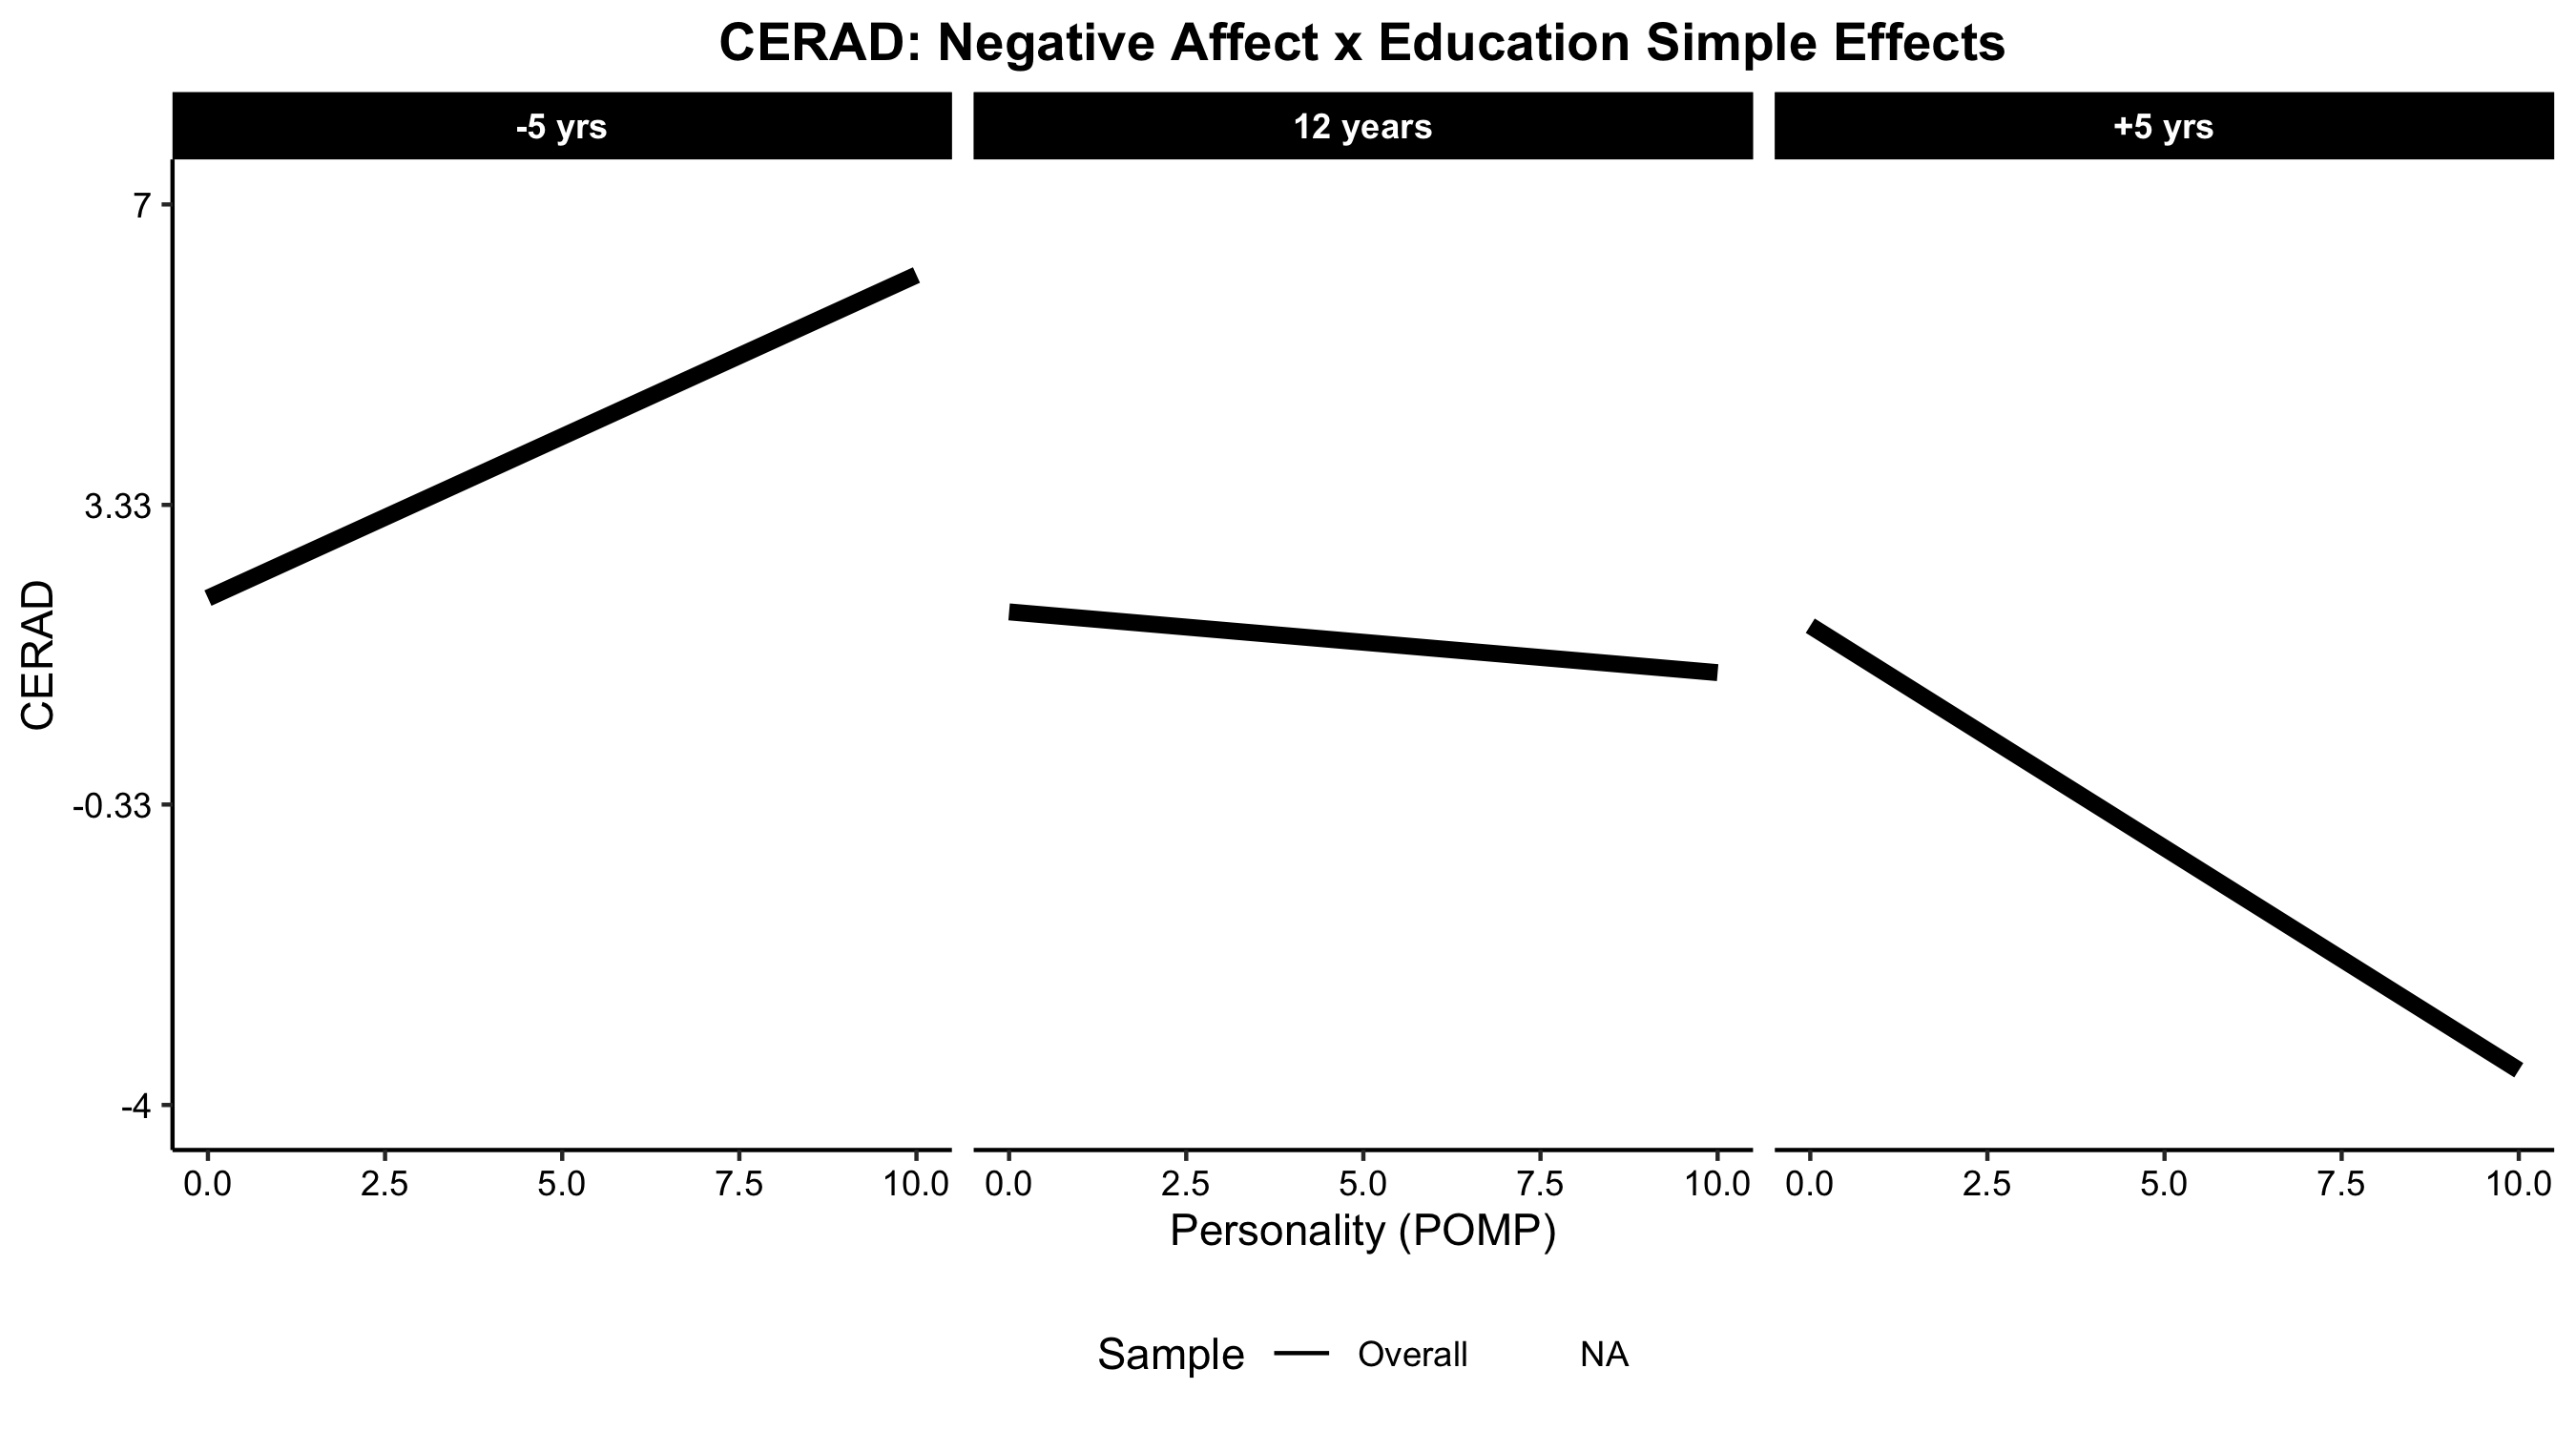 CERAD: Negative Affect x Education Simple Effects
-5 yrs 12 years +5 yrs
7
3.33
-0.33
-4
CERAD
0.0 2.5 5.0 7.5 10.0 0.0 2.5 5.0 7.5 10.0 0.0 2.5 5.0 7.5 10.0
Personality (POMP)
Sample Overall NA